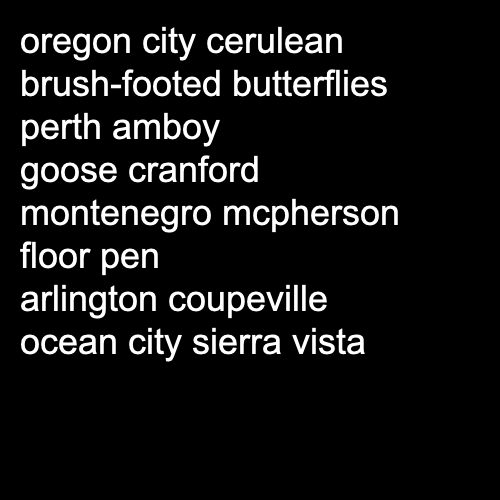 oregon city cerulean
brush-footed butterflies
perth amboy
goose cranford
montenegro mcpherson
floor pen
arlington coupeville
ocean city sierra vista